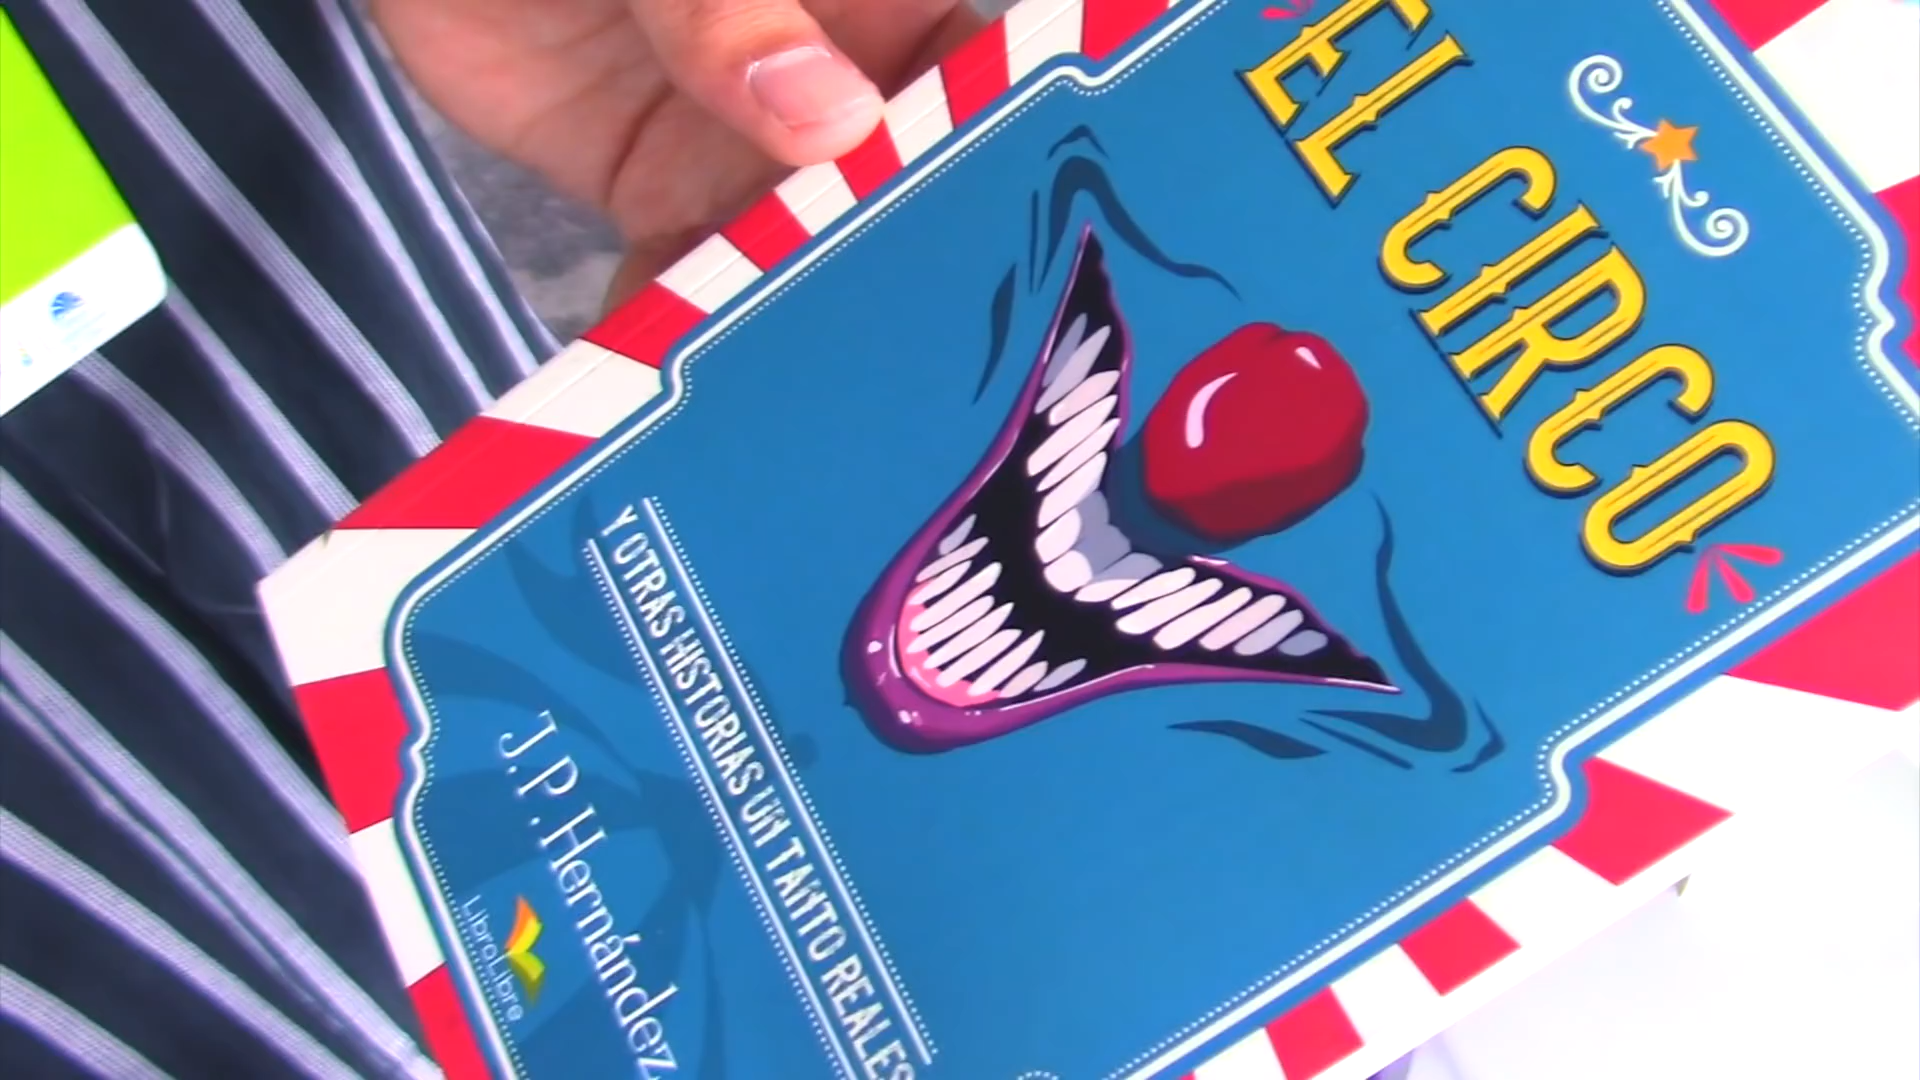 EL CIRCO
Y OTRAS HISTORIAS UN TANTO REALES
J. P. Hernández
LibroLibre